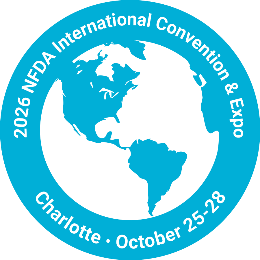 2026 NFDA International Convention & Expo
Charlotte • October 25-28